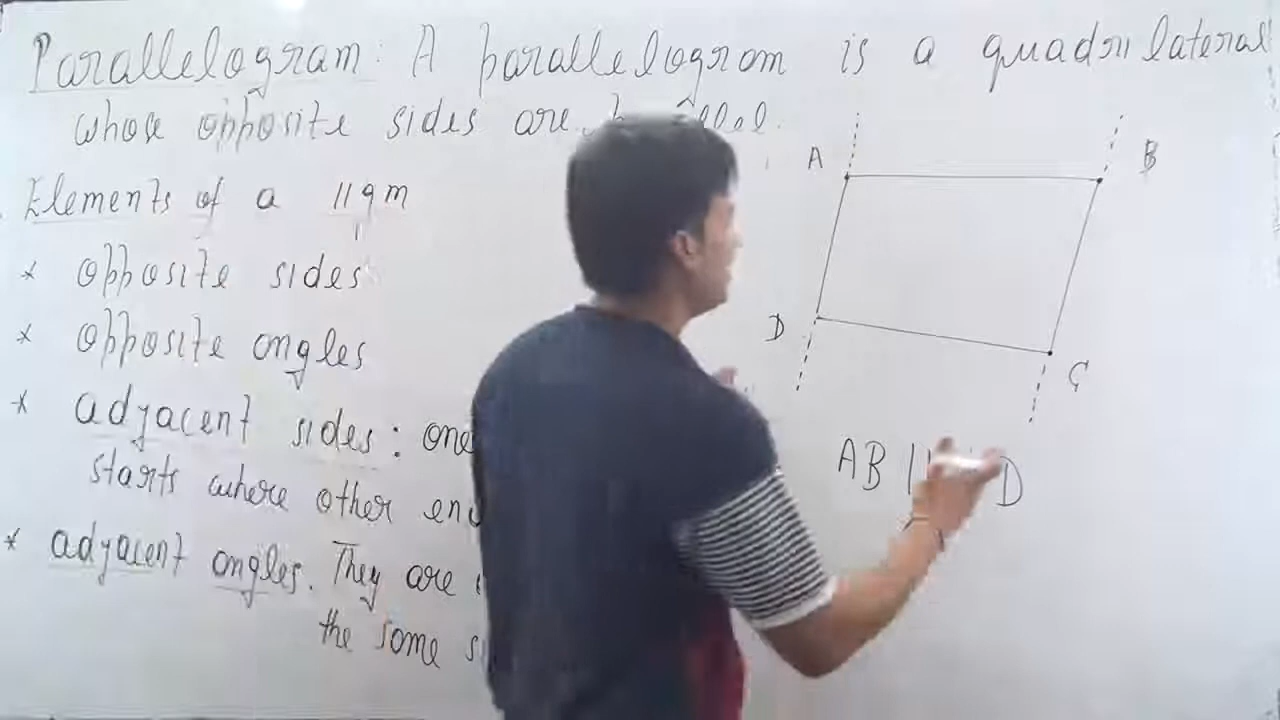 Parallelogram: A parallelogram is a quadrilateral
whose opposite sides are
Elements of a ||gm
* opposite sides
* opposite angles
* adjacent sides: one
starts where other
* adjacent angles. They are
the same
A
B
D
C
AB || D